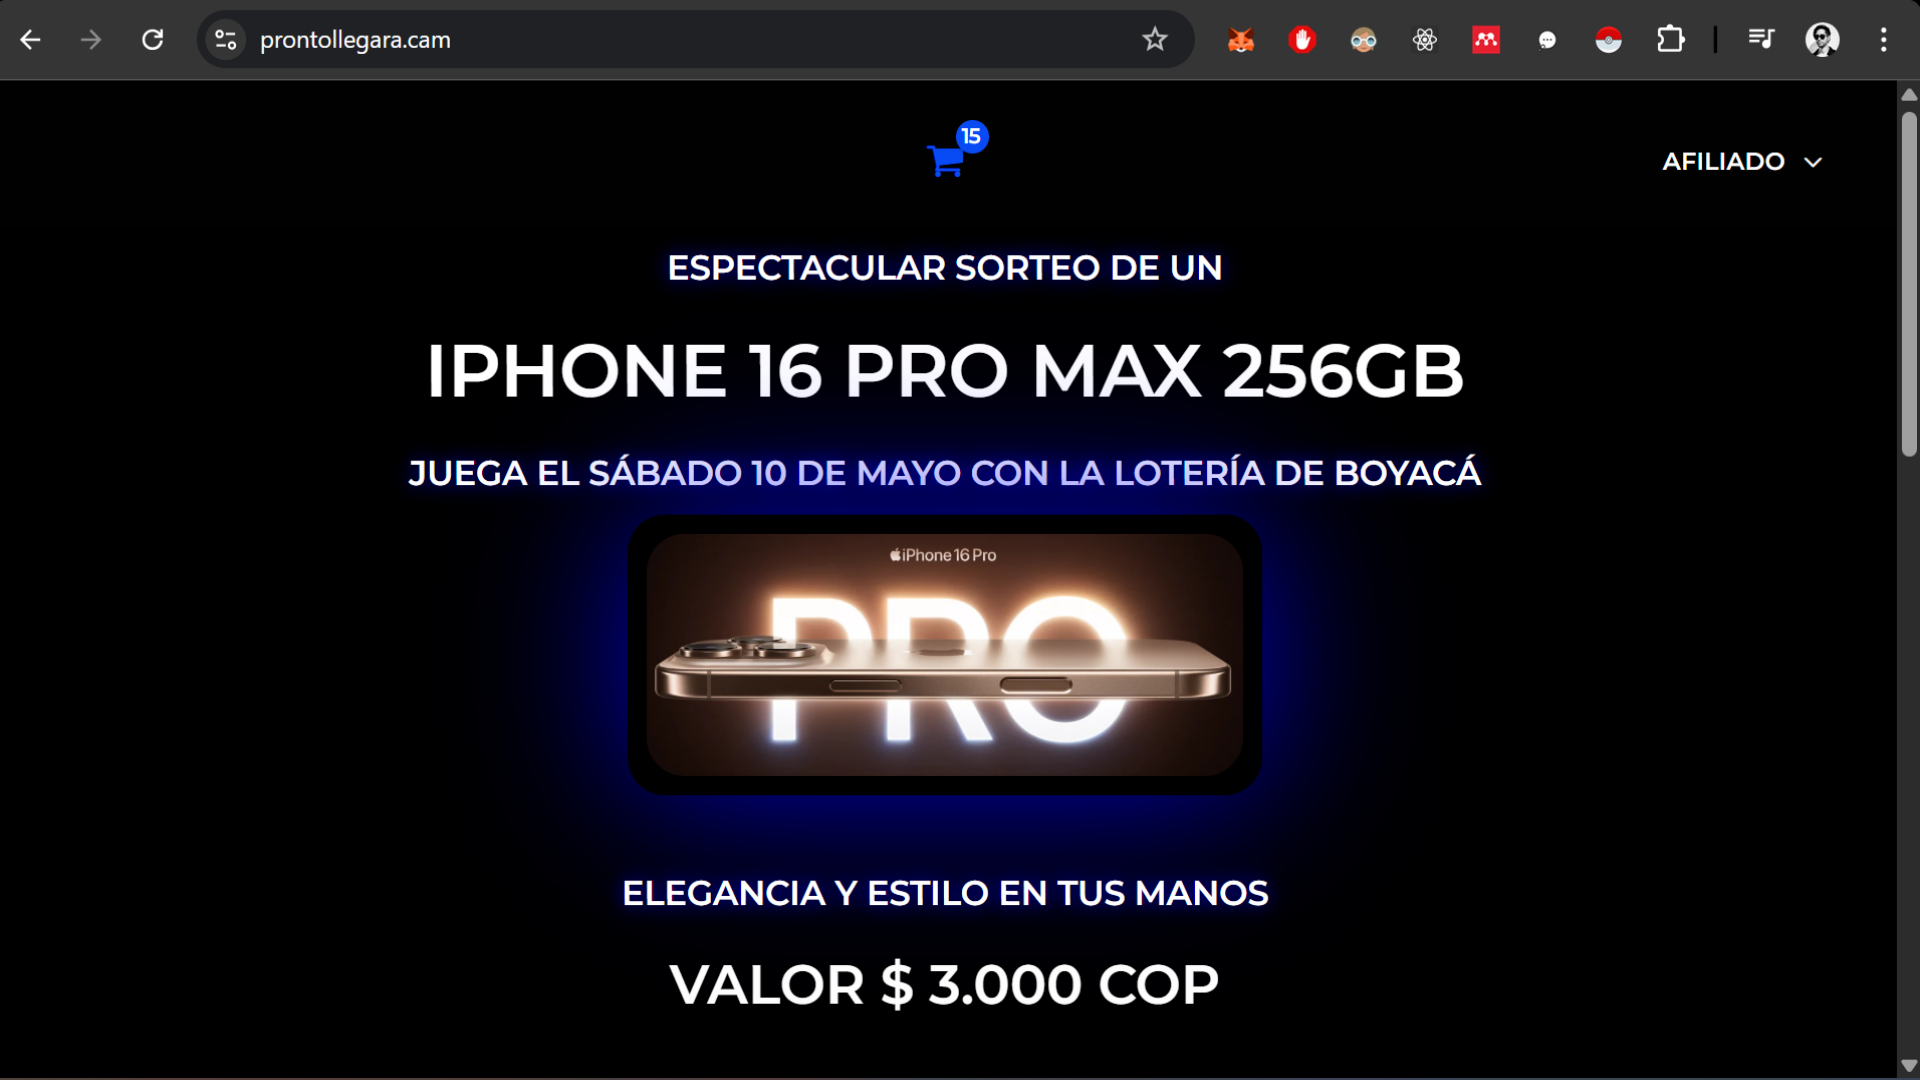 prontollegara.cam
15
AFILIADO
ESPECTACULAR SORTEO DE UN
IPHONE 16 PRO MAX 256GB
JUEGA EL SÁBADO 10 DE MAYO CON LA LOTERÍA DE BOYACÁ
iPhone 16 Pro
PRO
ELEGANCIA Y ESTILO EN TUS MANOS
VALOR $ 3.000 COP